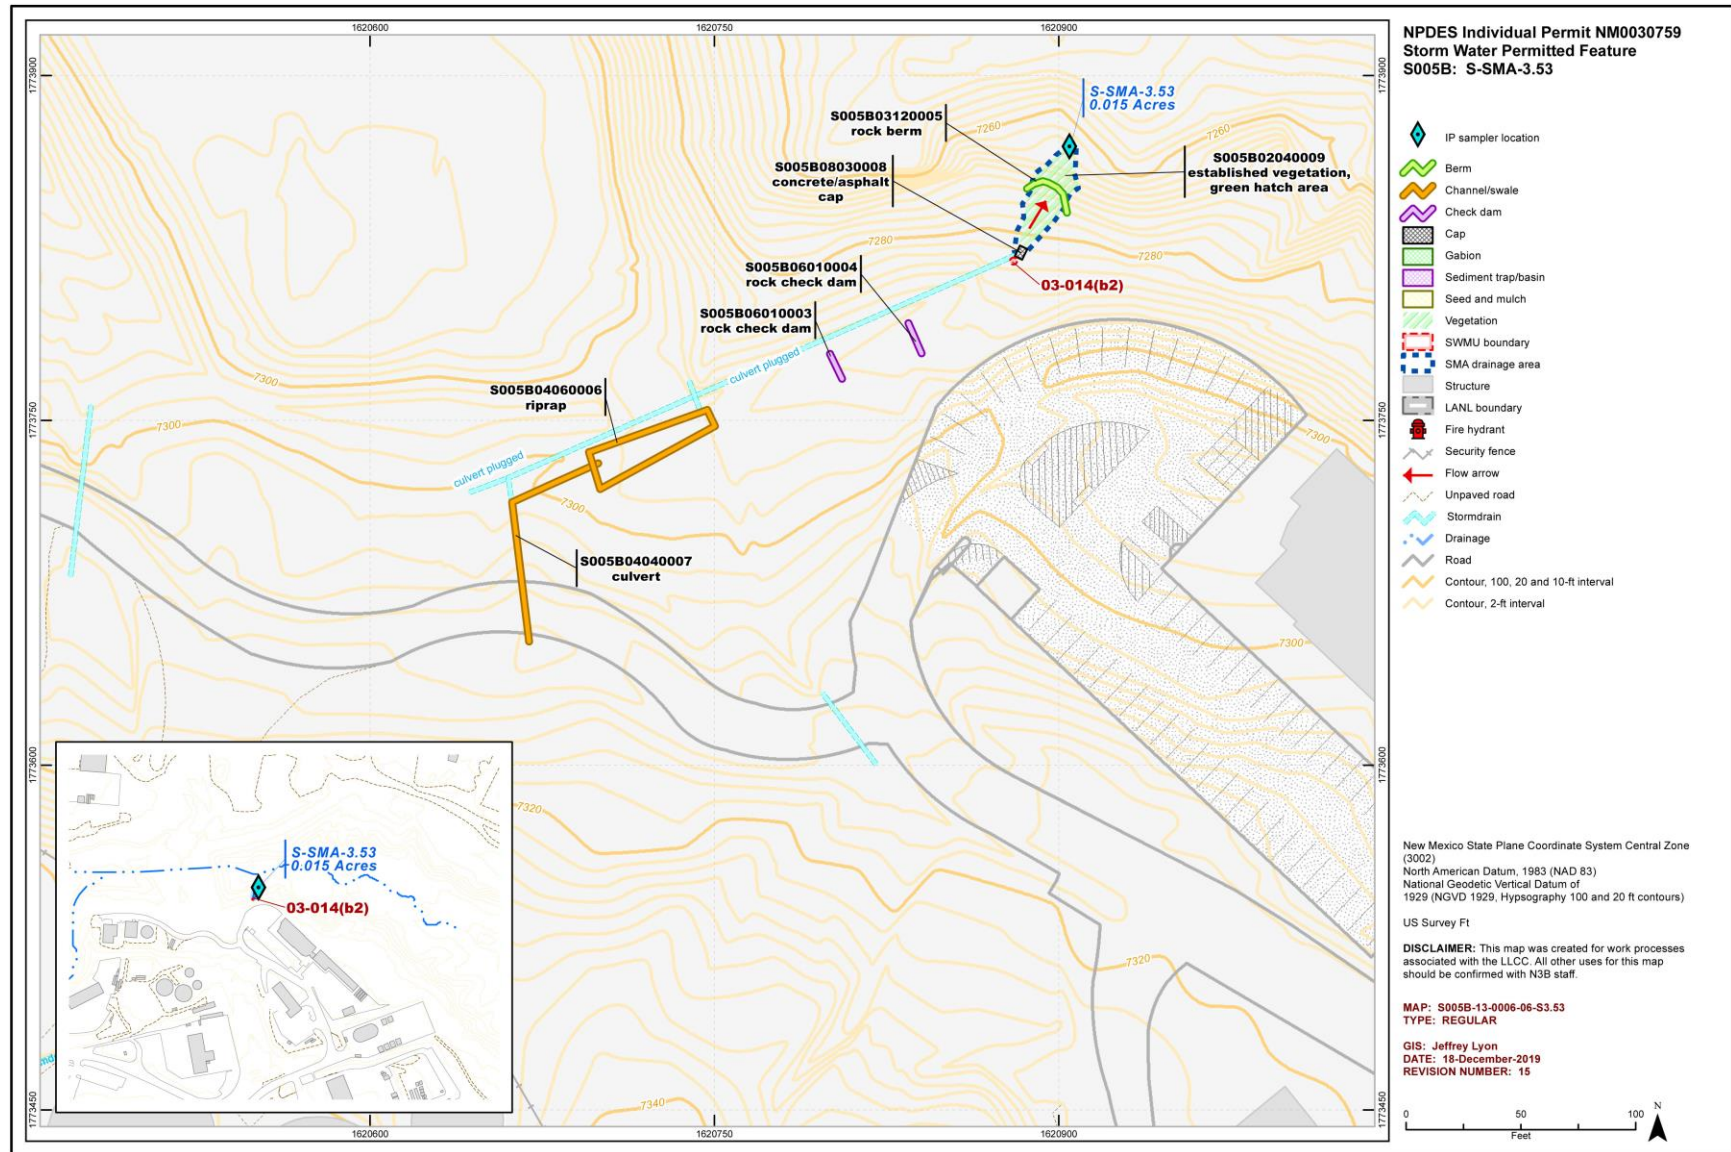 1620600
1620750
1620900
1773900
1773750
1773600
1773450
1773900
1773750
1773600
1773450
S-SMA-3.53
0.015 Acres
S005B03120005
rock berm
7260
7260
S005B08030008
concrete/asphalt
cap
S005B02040009
established vegetation,
green hatch area
7280
7280
S005B06010004
rock check dam
03-014(b2)
S005B06010003
rock check dam
culvert plugged
7300
S005B04060006
riprap
7300
7300
culvert plugged
7300
S005B04040007
culvert
7300
7320
7320
7340
S-SMA-3.53
0.015 Acres
03-014(b2)
1620600
1620750
1620900
NPDES Individual Permit NM0030759
Storm Water Permitted Feature
S005B: S-SMA-3.53
IP sampler location
Berm
Channel/swale
Check dam
Cap
Gabion
Sediment trap/basin
Seed and mulch
Vegetation
SWMU boundary
SMA drainage area
Structure
LANL boundary
Fire hydrant
Security fence
Flow arrow
Unpaved road
Stormdrain
Drainage
Road
Contour, 100, 20 and 10-ft interval
Contour, 2-ft interval
New Mexico State Plane Coordinate System Central Zone
(3002)
North American Datum, 1983 (NAD 83)
National Geodetic Vertical Datum of
1929 (NGVD 1929, Hypsography 100 and 20 ft contours)
US Survey Ft
DISCLAIMER: This map was created for work processes
associated with the LLCC. All other uses for this map
should be confirmed with N3B staff.
MAP: S005B-13-0006-06-S3.53
TYPE: REGULAR
GIS: Jeffrey Lyon
DATE: 18-December-2019
REVISION NUMBER: 15
0 50 100
Feet
N